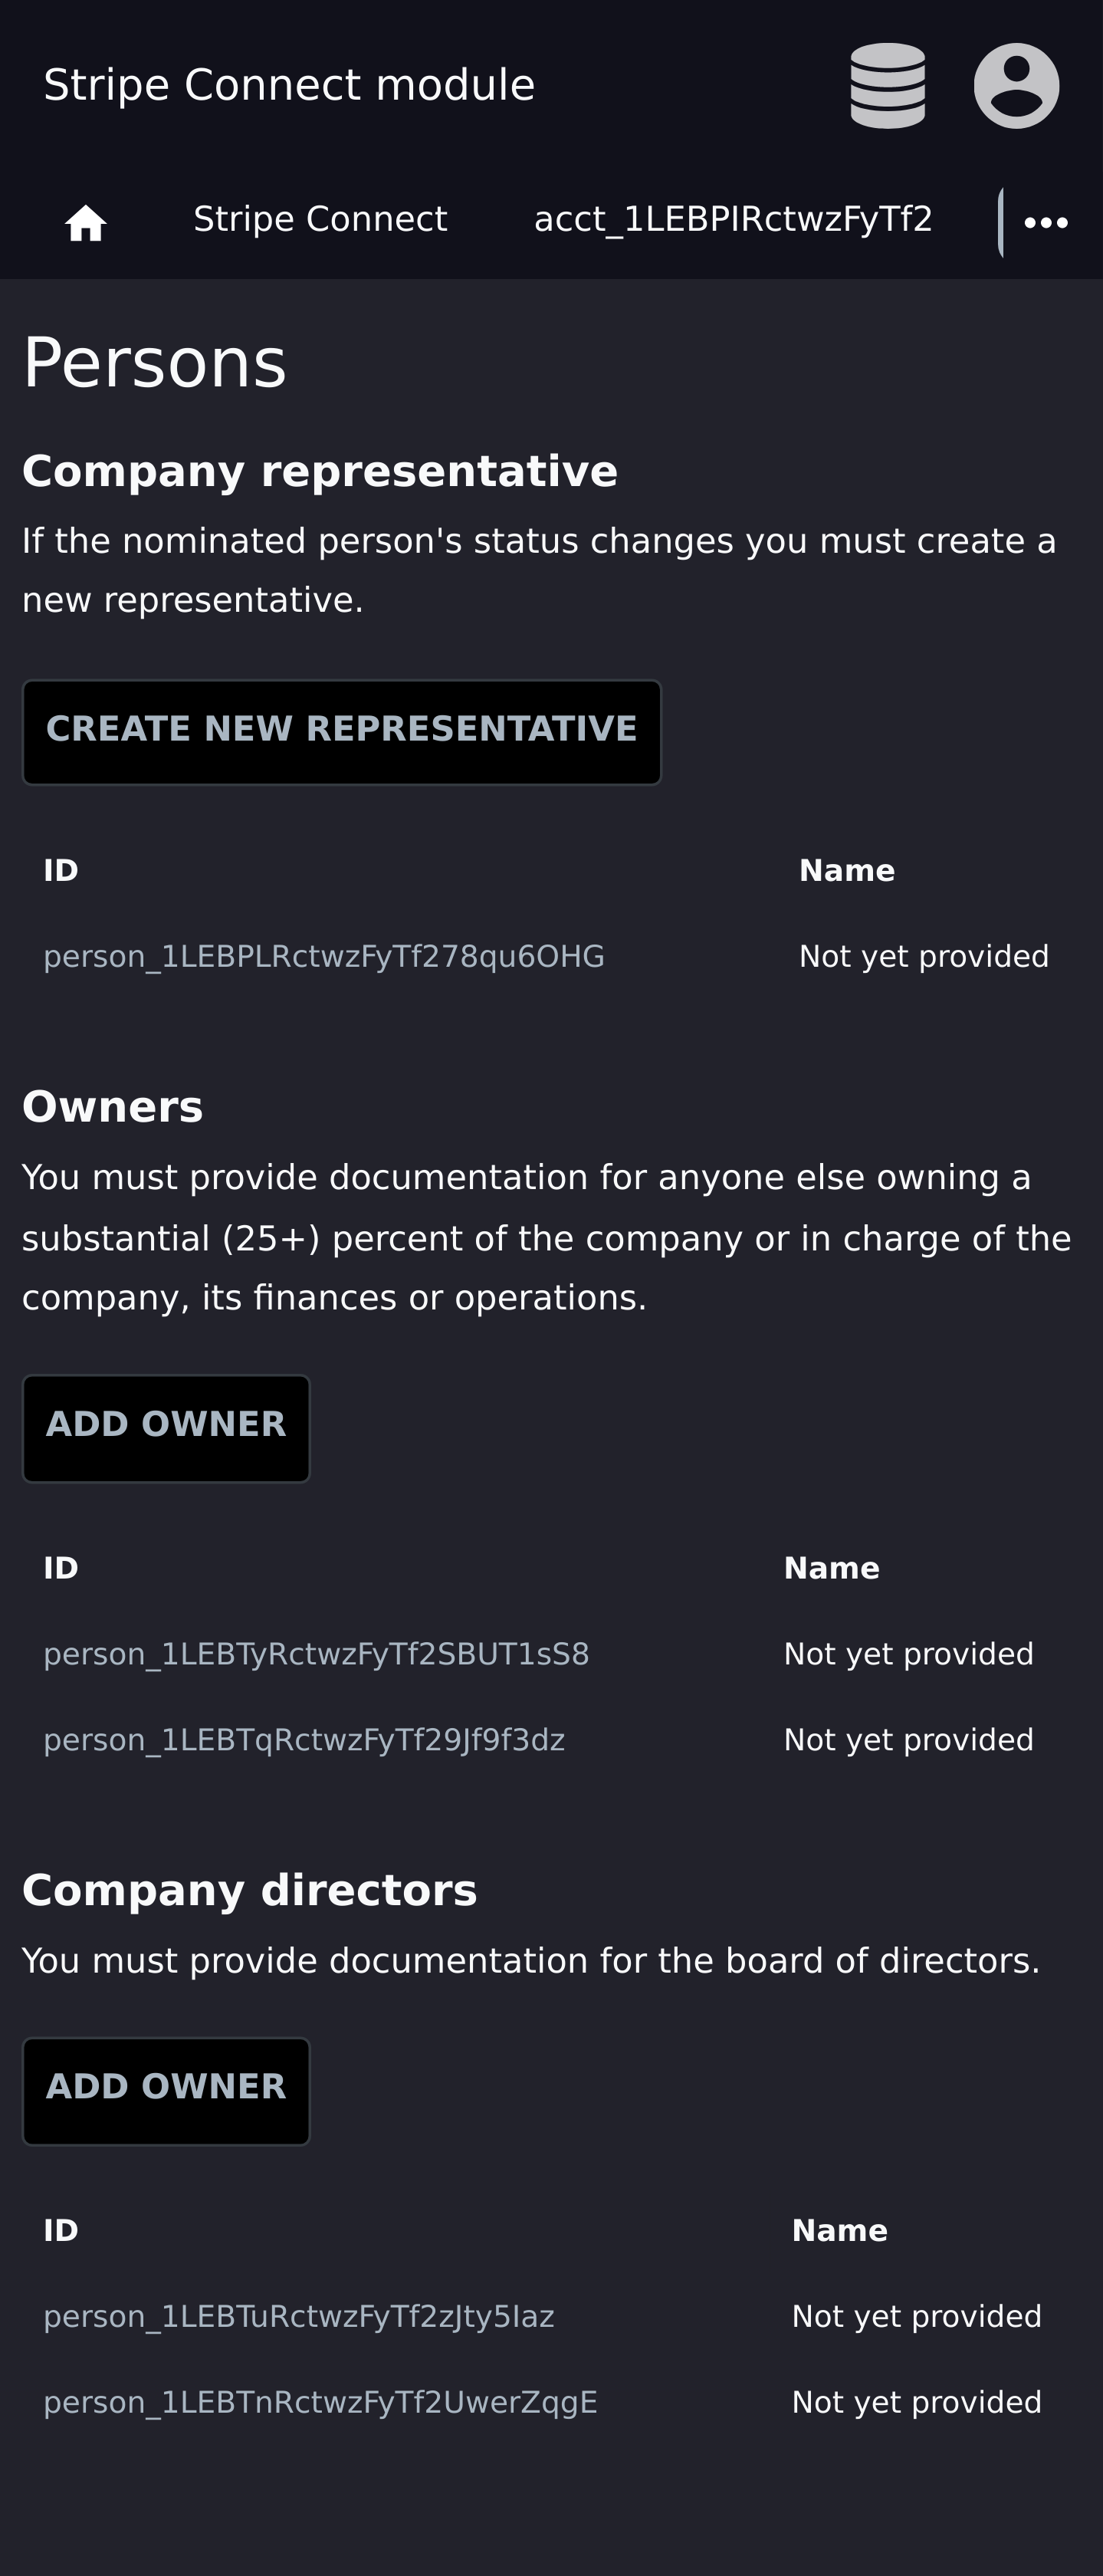 Stripe Connect module
Stripe Connect
acct_1LEBPIRctwzFyTf2
Persons
Company representative
If the nominated person's status changes you must create a
new representative.
CREATE NEW REPRESENTATIVE
ID Name
person_1LEBPLRctwzFyTf278qu6OHG Not yet provided
Owners
You must provide documentation for anyone else owning a
substantial (25+) percent of the company or in charge of the
company, its finances or operations.
ADD OWNER
ID Name
person_1LEBTyRctwzFyTf2SBUT1sS8 Not yet provided
person_1LEBTqRctwzFyTf29Jf9f3dz Not yet provided
Company directors
You must provide documentation for the board of directors.
ADD OWNER
ID Name
person_1LEBTuRctwzFyTf2zJty5Iaz Not yet provided
person_1LEBTnRctwzFyTf2UwerZqgE Not yet provided